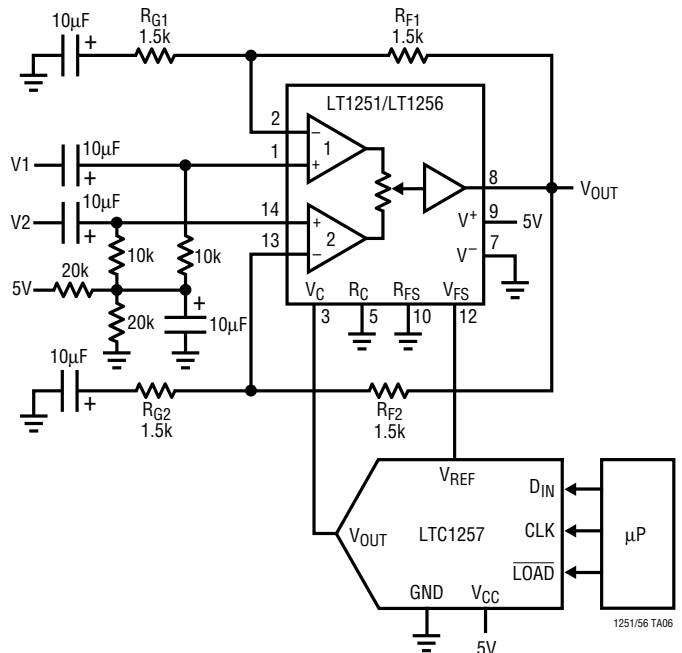 10µF
+
RG1
1.5k
RF1
1.5k
LT1251/LT1256
2
–
1
+
1
V1
10µF
+
V2
10µF
+
14
+
13
–
2
8
VOUT
V+
9
5V
V–
7
10k
10k
20k
5V
20k
+
10µF
VC
RC
RFS
VFS
3
5
10
12
10µF
+
RG2
1.5k
RF2
1.5k
VREF
DIN
CLK
LOAD
µP
VOUT
LTC1257
GND
VCC
5V
1251/56 TA06